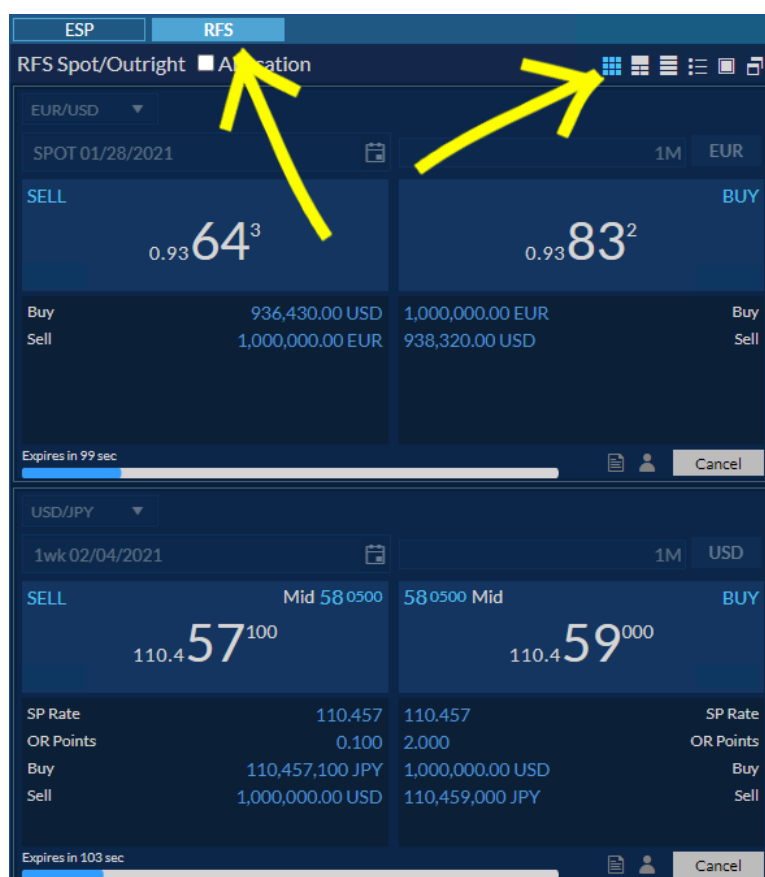 ESP RFS
RFS Spot/Outright
EUR/USD
SPOT 01/28/2021 1M EUR
SELL BUY
0.93643 0.93832
Buy 936,430.00 USD 1,000,000.00 EUR Buy
Sell 1,000,000.00 EUR 938,320.00 USD Sell
Expires in 99 sec Cancel
USD/JPY
1wk 02/04/2021 1M USD
SELL Mid 58 0500 58 0500 Mid BUY
110.457100 110.459000
SP Rate 110.457 110.457 SP Rate
OR Points 0.100 2.000 OR Points
Buy 110,457,100 JPY 1,000,000.00 USD Buy
Sell 1,000,000.00 USD 110,459,000 JPY Sell
Expires in 103 sec Cancel